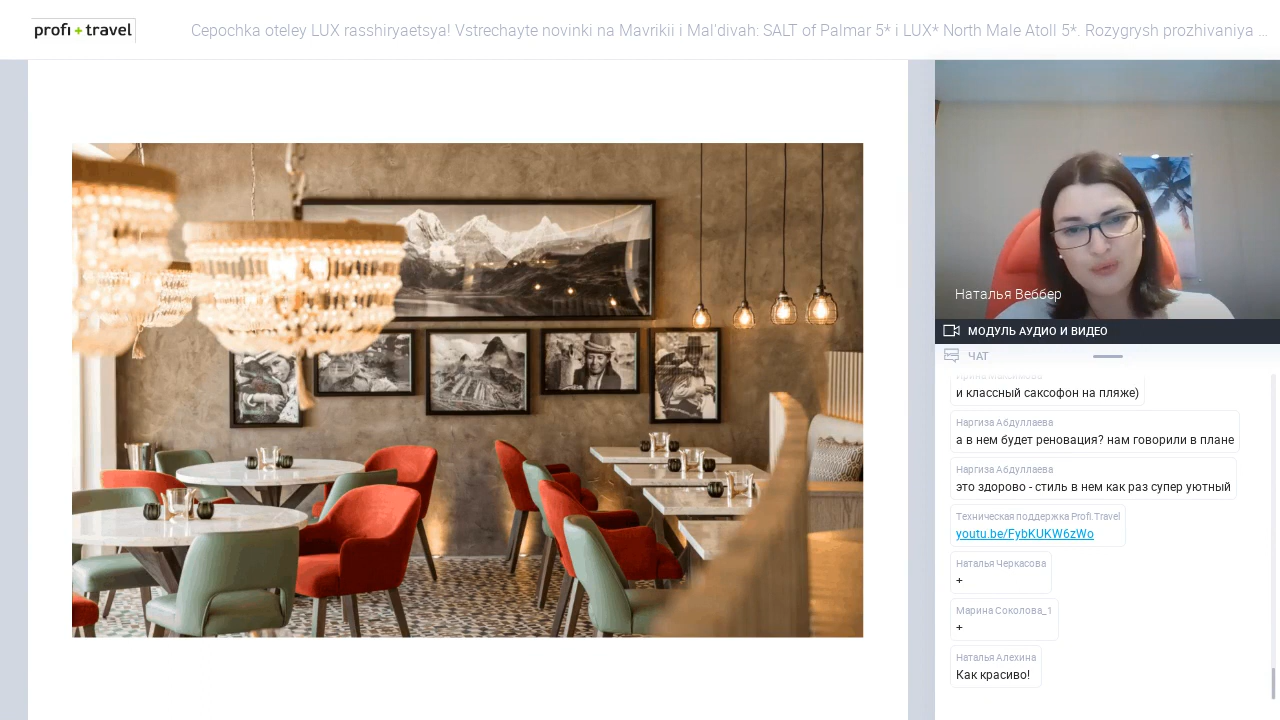 profi + travel
Cepochka oteley LUX rasshiryaetsya! Vstrechayte novinki na Mavrikii i Mal'divah: SALT of Palmar 5* i LUX* North Male Atoll 5*. Rozygrysh prozhivaniya ...
Наталья Веббер
МОДУЛЬ АУДИО И ВИДЕО
ЧАТ
и классный саксофон на пляже)
Наргиза Абдуллаева
а в нем будет реновация? нам говорили в плане
Наргиза Абдуллаева
это здорово - стиль в нем как раз супер уютный
Техническая поддержка Profi.Travel
youtu.be/FybKUKW6zWo
Наталья Черкасова
+
Марина Соколова_1
+
Наталья Алехина
Как красиво!